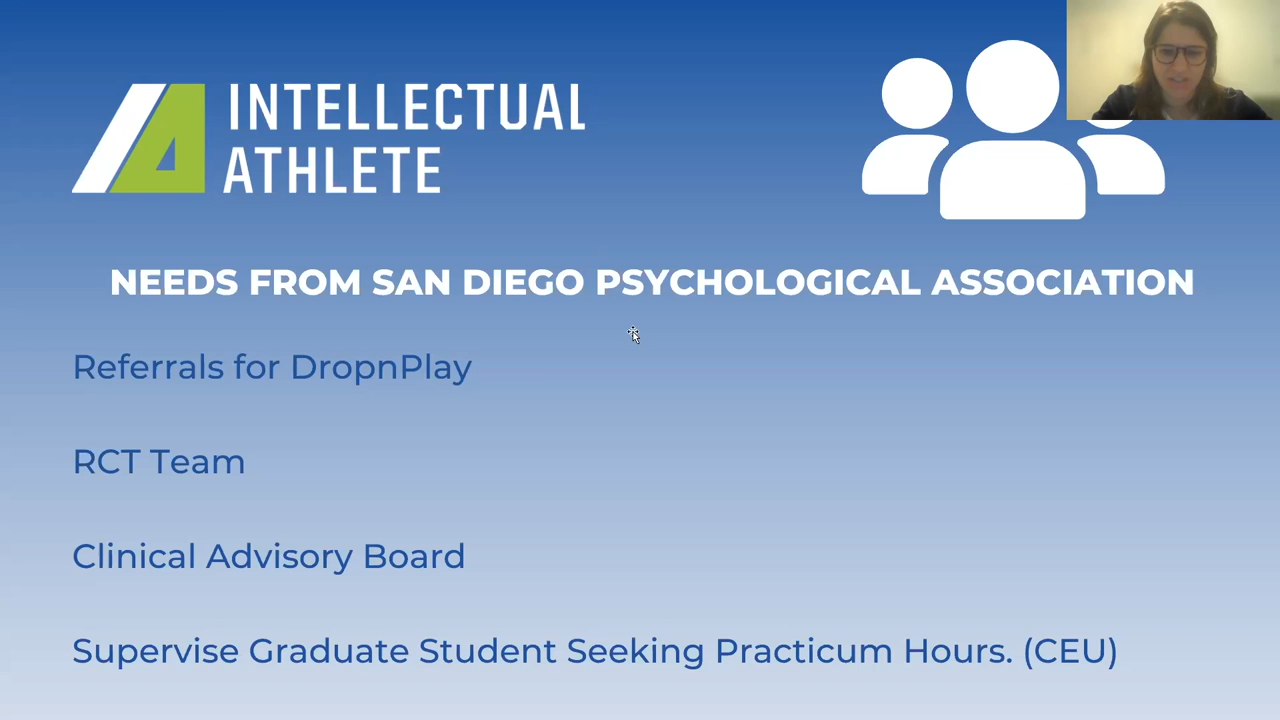 INTELLECTUAL
ATHLETE
NEEDS FROM SAN DIEGO PSYCHOLOGICAL ASSOCIATION
Referrals for DropnPlay
RCT Team
Clinical Advisory Board
Supervise Graduate Student Seeking Practicum Hours. (CEU)